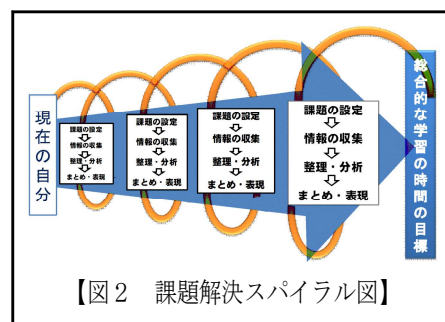 現在の自分
課題の設定
情報の収集
整理・分析
まとめ・表現
課題の設定
情報の収集
整理・分析
まとめ・表現
課題の設定
情報の収集
整理・分析
まとめ・表現
課題の設定
情報の収集
整理・分析
まとめ・表現
総合的な学習の時間の目標
【図２　課題解決スパイラル図】